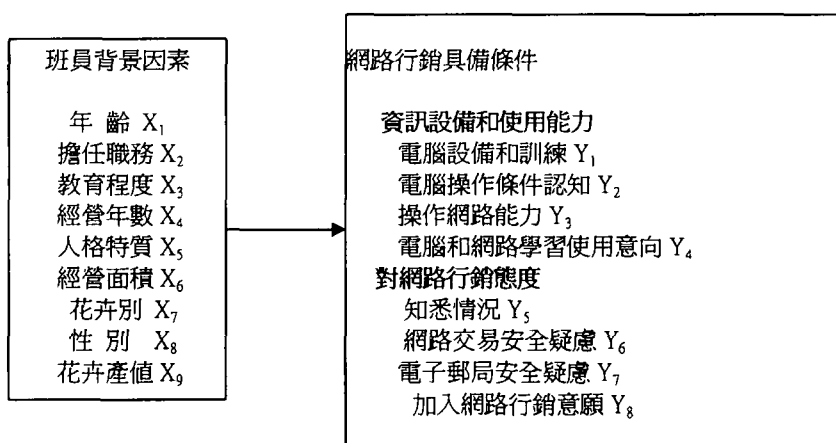 班員背景因素
年 齡 X₁
擔任職務 X₂
教育程度 X₃
經營年數 X₄
人格特質 X₅
經營面積 X₆
花卉別 X₇
性 別 X₈
花卉產值 X₉
網路行銷具備條件
資訊設備和使用能力
電腦設備和訓練 Y₁
電腦操作條件認知 Y₂
操作網路能力 Y₃
電腦和網路學習使用意向 Y₄
對網路行銷態度
知悉情況 Y₅
網路交易安全疑慮 Y₆
電子郵局安全疑慮 Y₇
加入網路行銷意願 Y₈